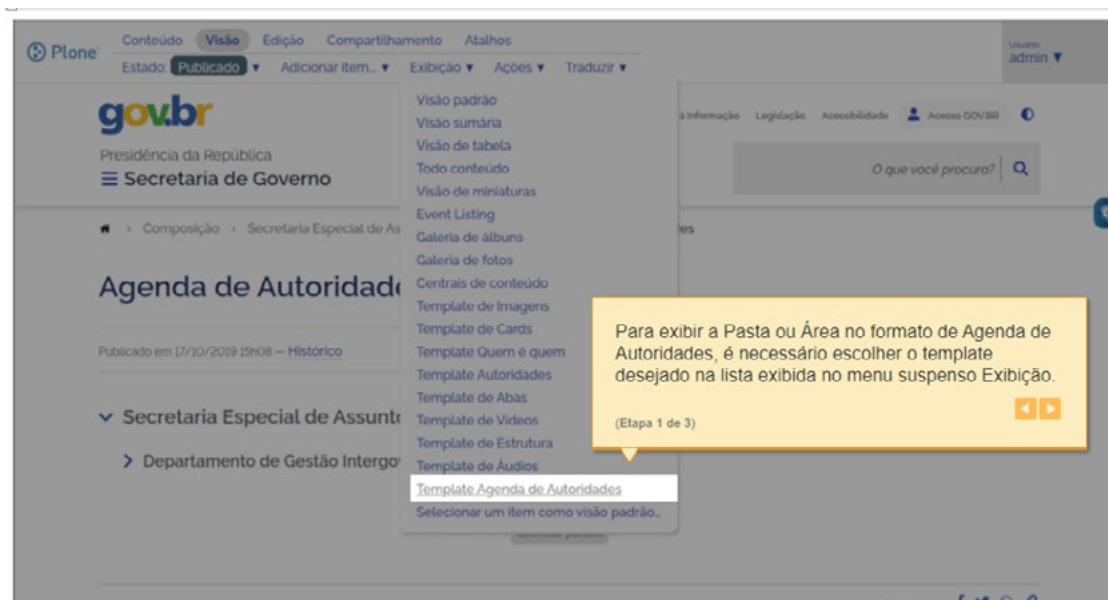 Plone
Conteúdo Visão Edição Compartilhamento Atalhos
Estado: Publicado Adicionar item... Exibição Ações Traduzir
Usuário
admin
gov.br
à Informação Legislação Acessibilidade Acesso GOV.BR
Presidência da República
Secretaria de Governo
O que você procura?
Composição Secretaria Especial de As
es
Agenda de Autoridade
Publicado em 17/10/2019 15h08 — Histórico
Secretaria Especial de Assunto
Departamento de Gestão Intergo
Visão padrão
Visão sumária
Visão de tabela
Todo conteúdo
Visão de miniaturas
Event Listing
Galeria de álbuns
Galeria de fotos
Centrais de conteúdo
Template de Imagens
Template de Cards
Template Quem é quem
Template Autoridades
Template de Abas
Template de Vídeos
Template de Estrutura
Template de Áudios
Template Agenda de Autoridades
Selecionar um item como visão padrão...
Para exibir a Pasta ou Área no formato de Agenda de
Autoridades, é necessário escolher o template
desejado na lista exibida no menu suspenso Exibição.
(Etapa 1 de 3)